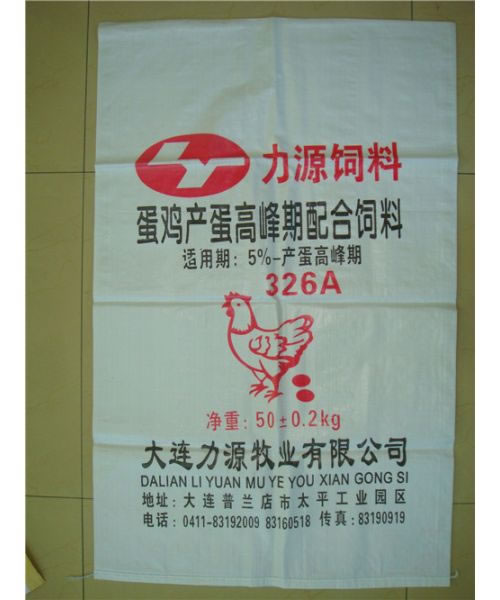 LY 力源饲料
蛋鸡产蛋高峰期配合饲料
适用期：5%-产蛋高峰期
326A
净重：50±0.2kg
大连力源牧业有限公司
DALIAN LI YUAN MU YE YOU XIAN GONG SI
地址：大连普兰店市太平工业园区
电话：0411-83192009 83160518 传真：83190919